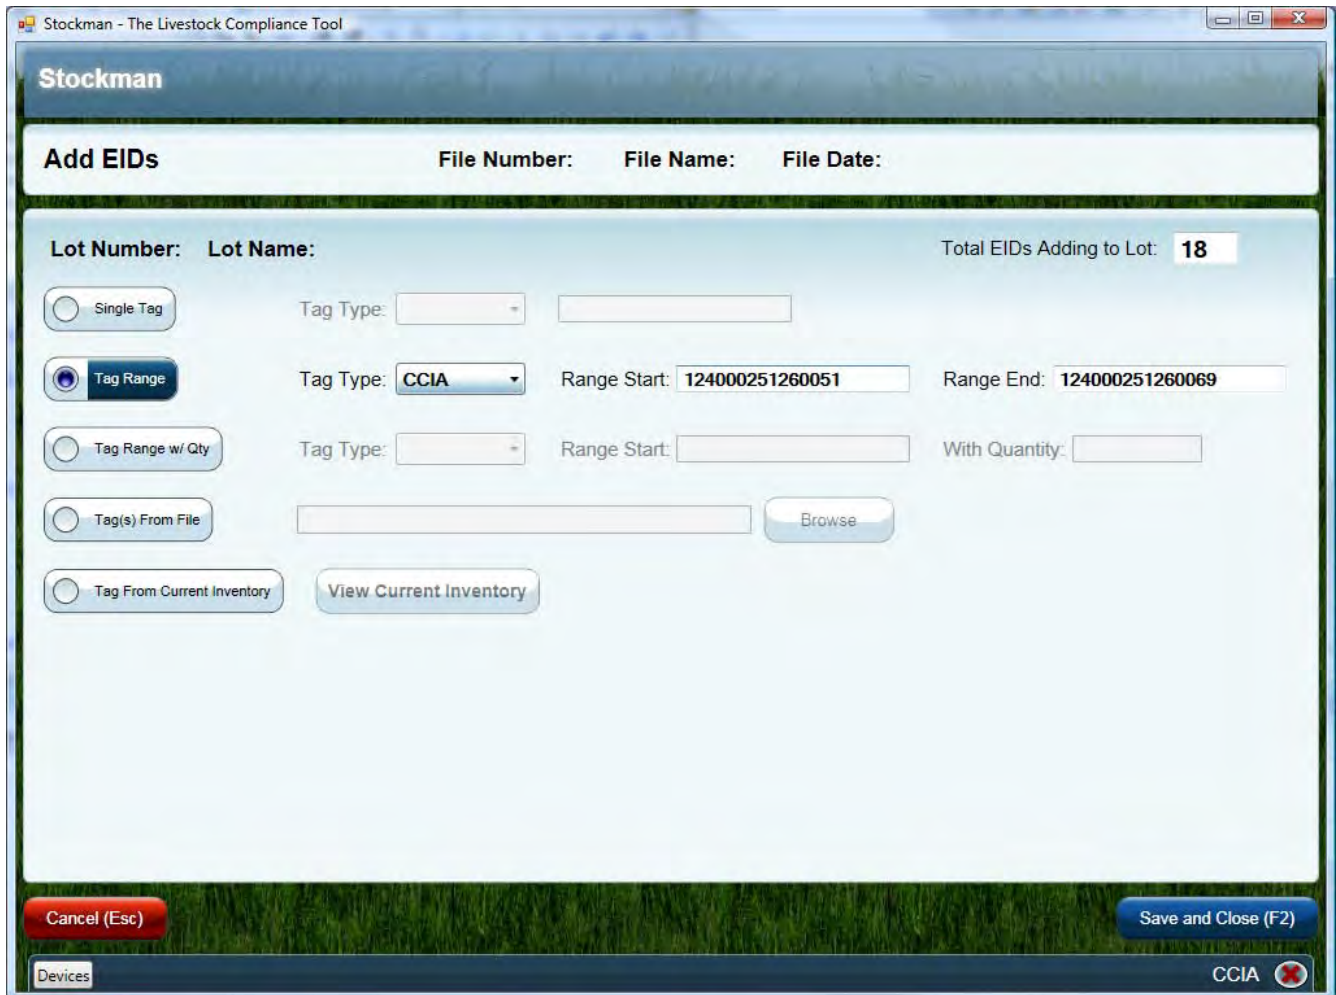 Stockman - The Livestock Compliance Tool
Stockman
Add EIDs File Number: File Name: File Date:
Lot Number: Lot Name: Total EIDs Adding to Lot: 18
Single Tag Tag Type:
Tag Range Tag Type: CCIA Range Start: 124000251260051 Range End: 124000251260069
Tag Range w/ Qty Tag Type: Range Start: With Quantity:
Tag(s) From File Browse
Tag From Current Inventory View Current Inventory
Cancel (Esc) Save and Close (F2)
Devices CCIA